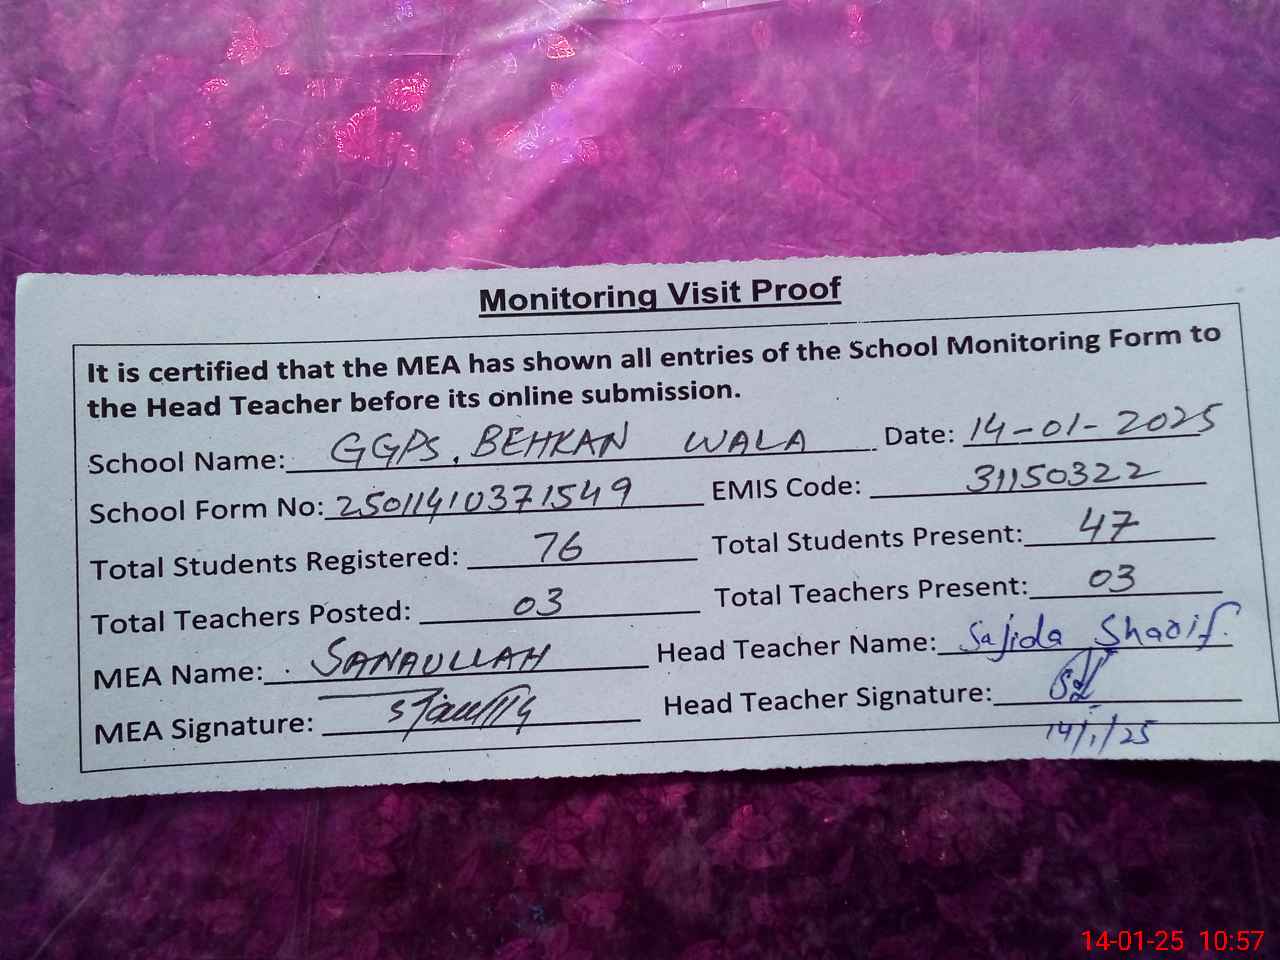 Monitoring Visit Proof
It is certified that the MEA has shown all entries of the School Monitoring Form to
the Head Teacher before its online submission.
School Name: GGPS, BEHKAN WALA Date: 14-01-2025
School Form No: 25011410371549 EMIS Code: 31150322
Total Students Registered: 76 Total Students Present: 47
Total Teachers Posted: 03 Total Teachers Present: 03
MEA Name: SANAULLAH Head Teacher Name: Sajida Sharif.
MEA Signature: Head Teacher Signature:
14/1/25
14-01-25 10:57